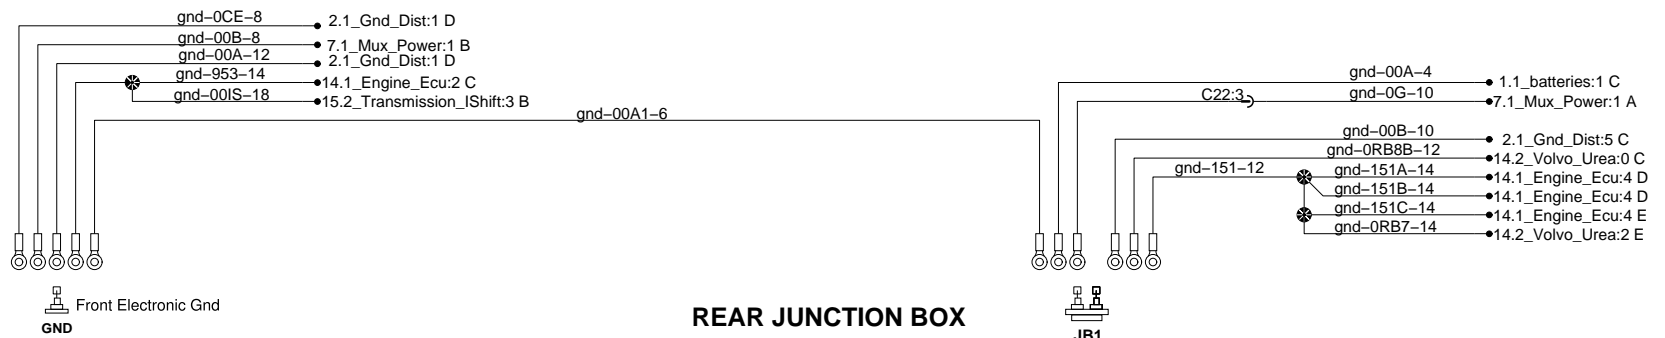 gnd-0CE-8 2.1_Gnd_Dist:1 D
gnd-00B-8 7.1_Mux_Power:1 B
gnd-00A-12 2.1_Gnd_Dist:1 D
gnd-953-14 14.1_Engine_Ecu:2 C
gnd-00IS-18 15.2_Transmission_IShift:3 B
gnd-00A1-6
gnd-00A-4 1.1_batteries:1 C
C22:3 gnd-0G-10 7.1_Mux_Power:1 A
gnd-00B-10 2.1_Gnd_Dist:5 C
gnd-0RB8B-12 14.2_Volvo_Urea:0 C
gnd-151-12 gnd-151A-14 14.1_Engine_Ecu:4 D
gnd-151B-14 14.1_Engine_Ecu:4 D
gnd-151C-14 14.1_Engine_Ecu:4 E
gnd-0RB7-14 14.2_Volvo_Urea:2 E
Front Electronic Gnd
GND
REAR JUNCTION BOX
JB1